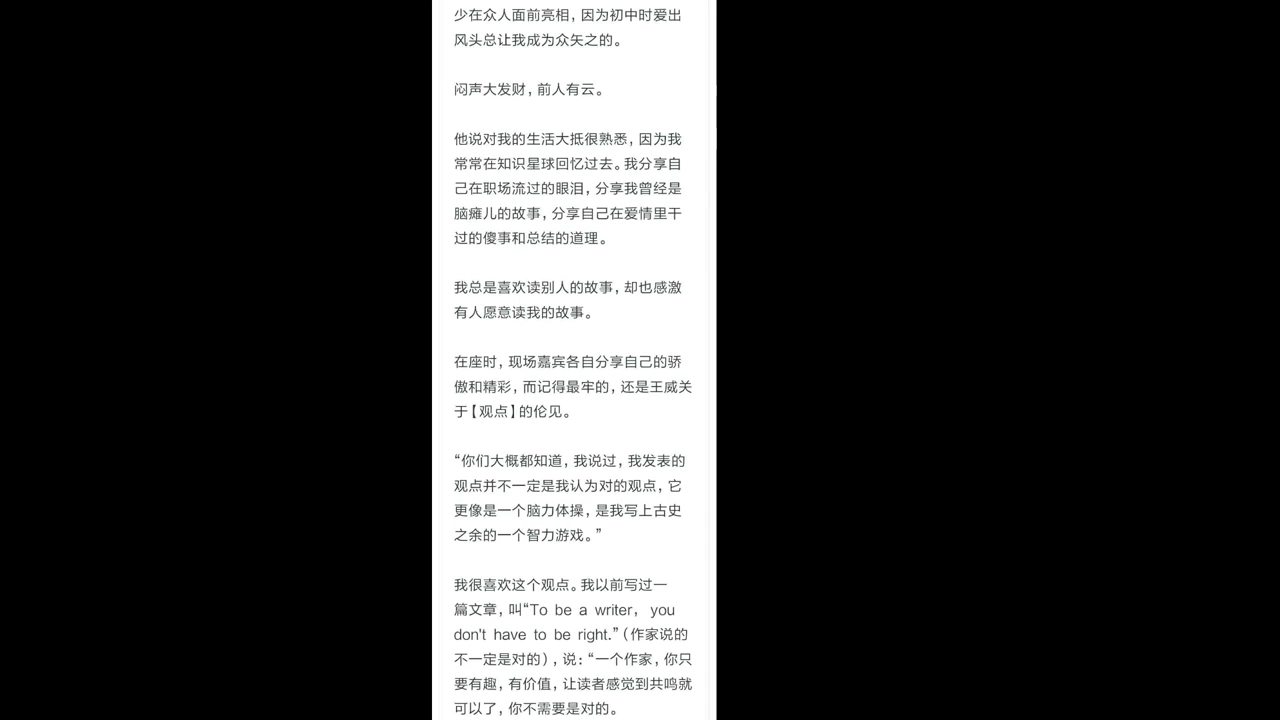 少在众人面前亮相，因为初中时爱出
风头总让我成为众矢之的。
闷声大发财，前人有云。
他说对我的生活大抵很熟悉，因为我
常常在知识星球回忆过去。我分享自
己在职场流过的眼泪，分享我曾经是
脑瘫儿的故事，分享自己在爱情里干
过的傻事和总结的道理。
我总是喜欢读别人的故事，却也感激
有人愿意读我的故事。
在座时，现场嘉宾各自分享自己的骄
傲和精彩，而记得最牢的，还是王威关
于【观点】的伦见。
“你们大概都知道，我说过，我发表的
观点并不一定是我认为对的观点，它
更像是一个脑力体操，是我写上古史
之余的一个智力游戏。”
我很喜欢这个观点。我以前写过一
篇文章，叫“To be a writer， you
don't have to be right.”（作家说的
不一定是对的），说：“一个作家，你只
要有趣，有价值，让读者感觉到共鸣就
可以了，你不需要是对的。